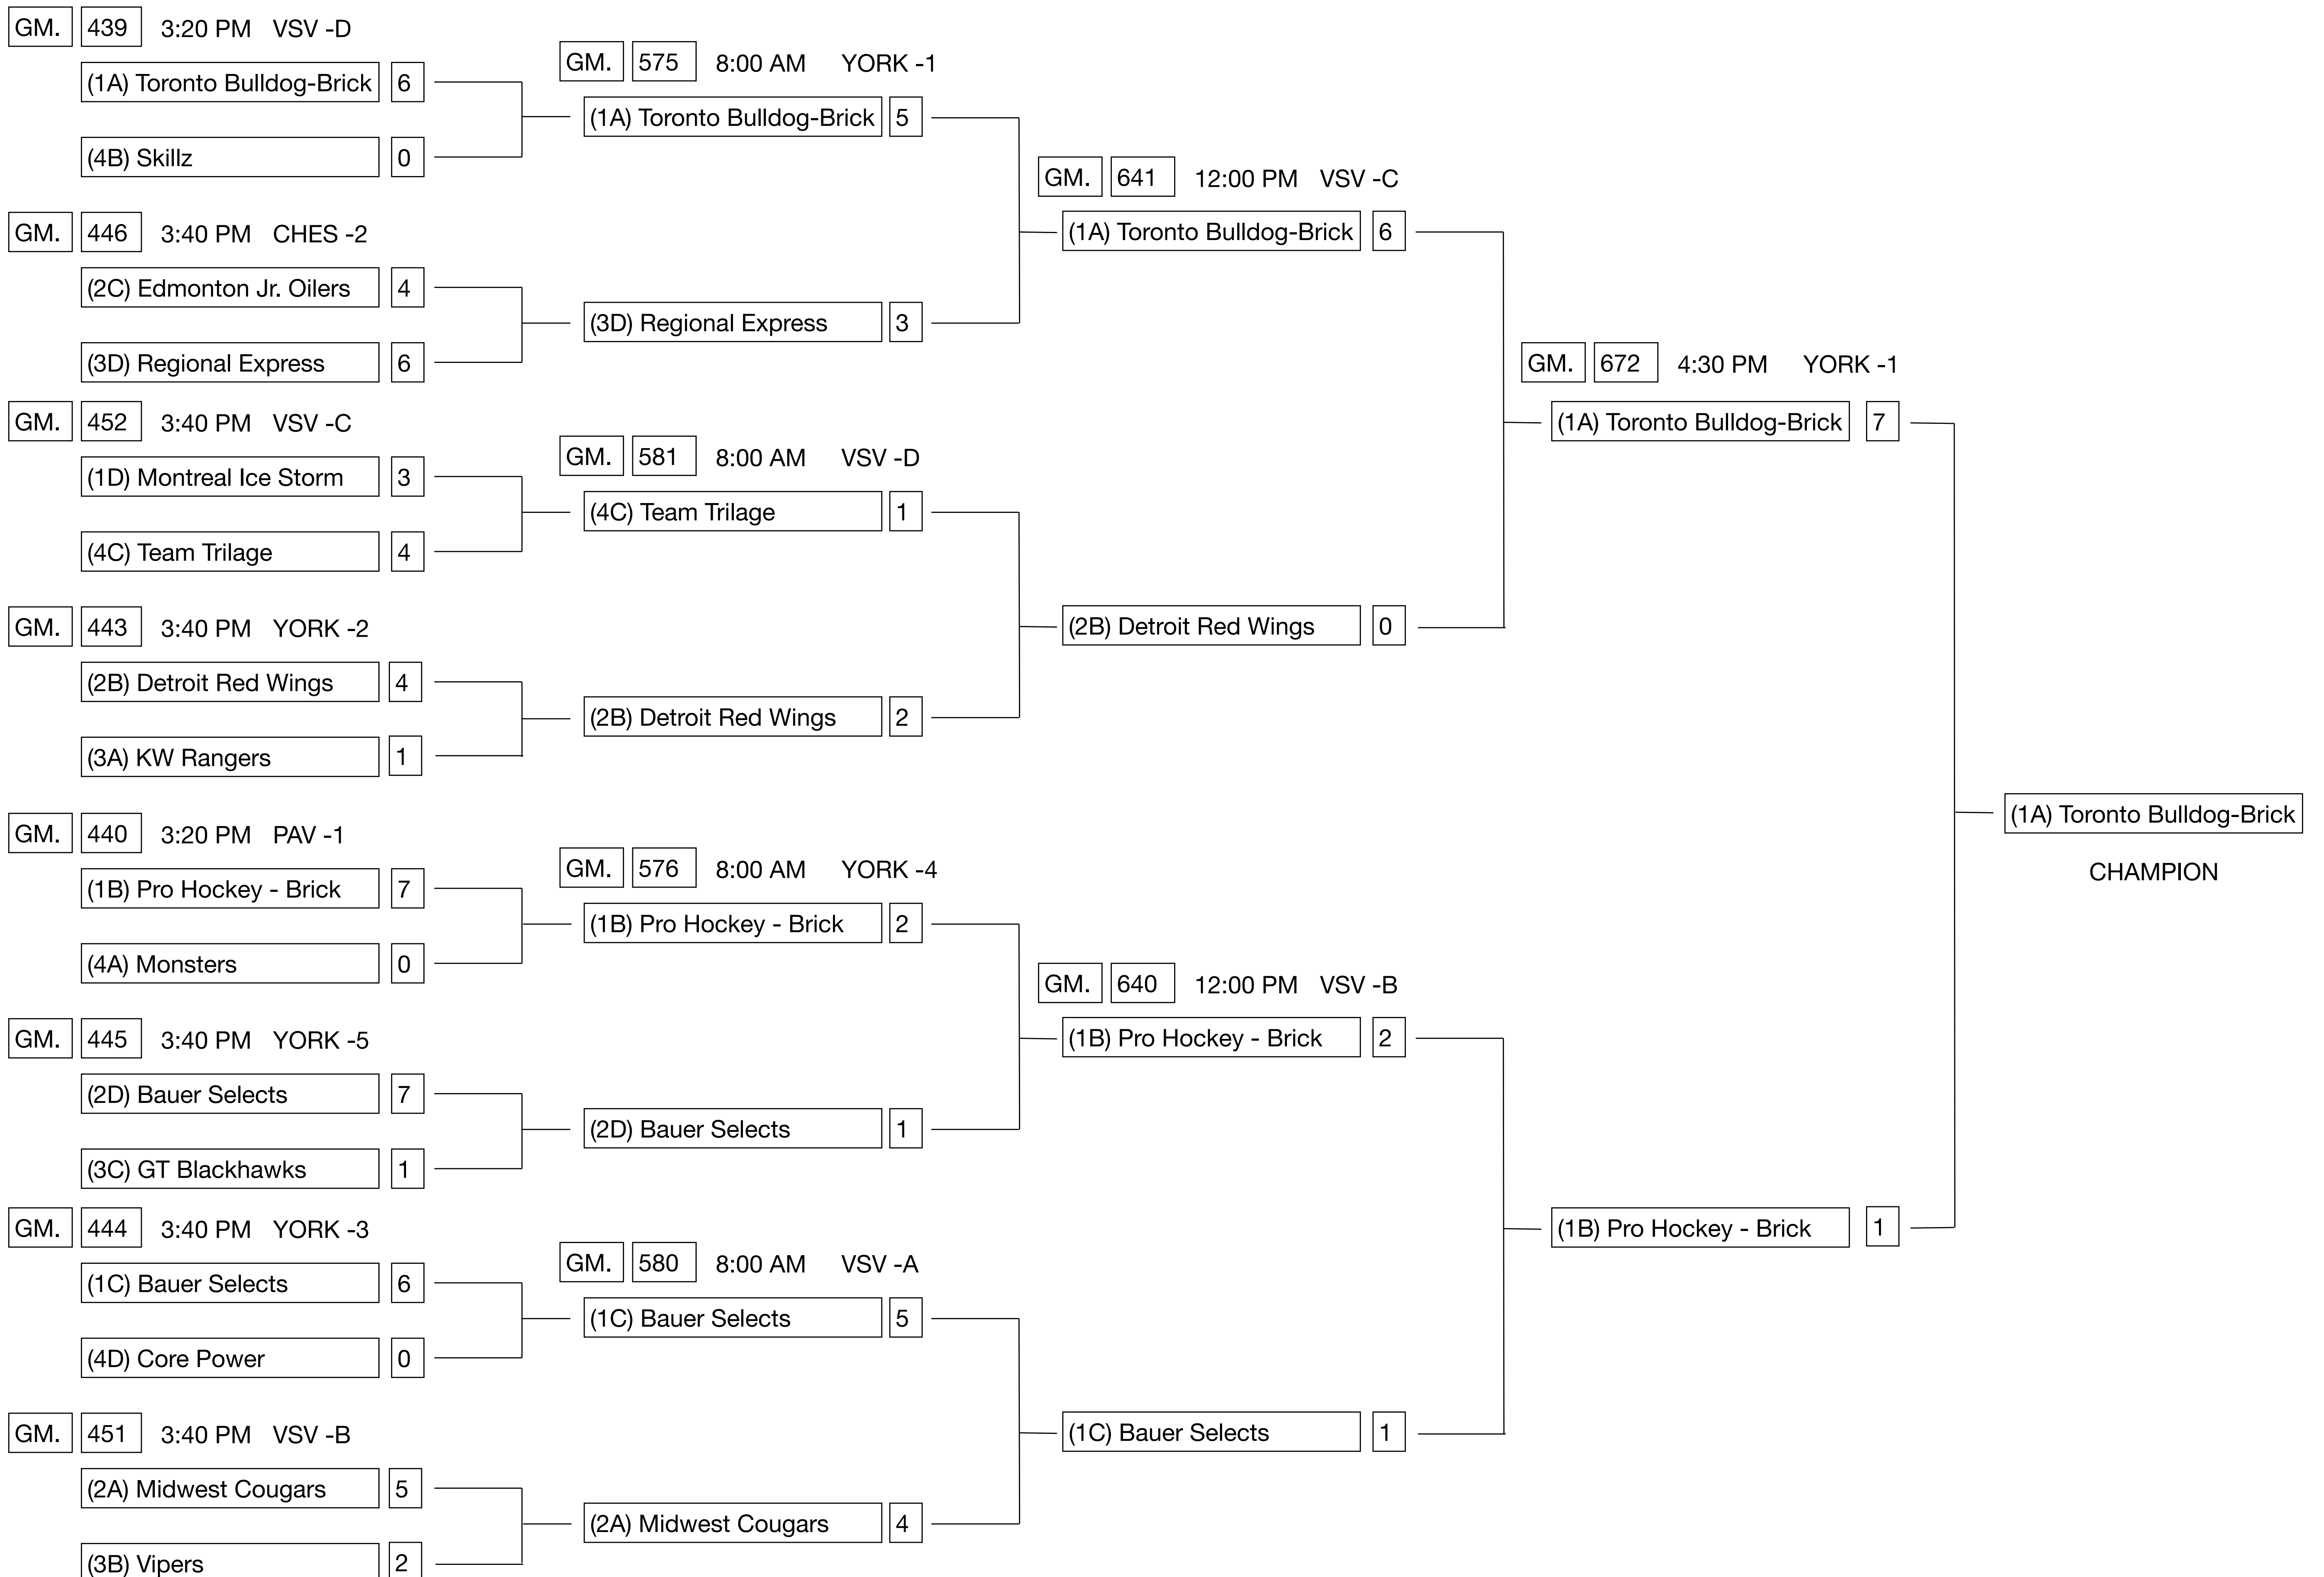 GM. 439 3:20 PM VSV -D
(1A) Toronto Bulldog-Brick 6
(4B) Skillz 0
GM. 446 3:40 PM CHES -2
(2C) Edmonton Jr. Oilers 4
(3D) Regional Express 6
GM. 452 3:40 PM VSV -C
(1D) Montreal Ice Storm 3
(4C) Team Trilage 4
GM. 443 3:40 PM YORK -2
(2B) Detroit Red Wings 4
(3A) KW Rangers 1
GM. 440 3:20 PM PAV -1
(1B) Pro Hockey - Brick 7
(4A) Monsters 0
GM. 445 3:40 PM YORK -5
(2D) Bauer Selects 7
(3C) GT Blackhawks 1
GM. 444 3:40 PM YORK -3
(1C) Bauer Selects 6
(4D) Core Power 0
GM. 451 3:40 PM VSV -B
(2A) Midwest Cougars 5
(3B) Vipers 2
GM. 575 8:00 AM YORK -1
(1A) Toronto Bulldog-Brick 5
(3D) Regional Express 3
GM. 581 8:00 AM VSV -D
(4C) Team Trilage 1
(2B) Detroit Red Wings 2
GM. 576 8:00 AM YORK -4
(1B) Pro Hockey - Brick 2
(2D) Bauer Selects 1
GM. 580 8:00 AM VSV -A
(1C) Bauer Selects 5
(2A) Midwest Cougars 4
GM. 641 12:00 PM VSV -C
(1A) Toronto Bulldog-Brick 6
(2B) Detroit Red Wings 0
GM. 640 12:00 PM VSV -B
(1B) Pro Hockey - Brick 2
(1C) Bauer Selects 1
GM. 672 4:30 PM YORK -1
(1A) Toronto Bulldog-Brick 7
(1B) Pro Hockey - Brick 1
(1A) Toronto Bulldog-Brick
CHAMPION